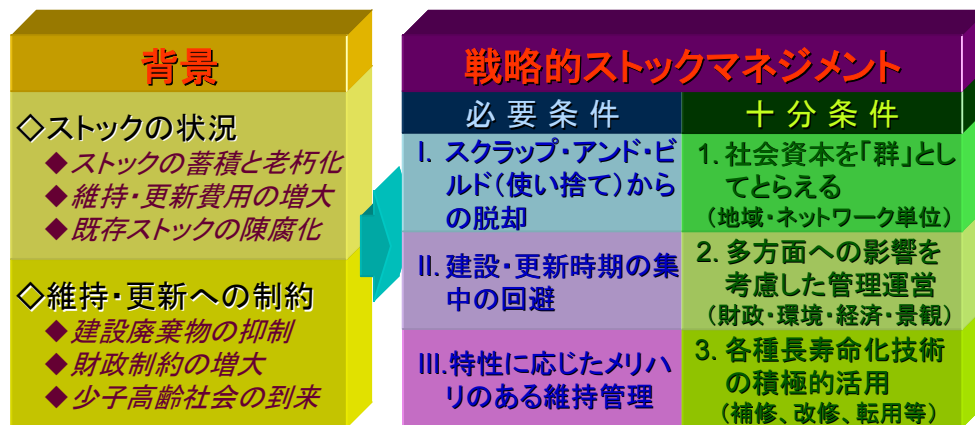 背景
◇ストックの状況
◆ストックの蓄積と老朽化
◆維持・更新費用の増大
◆既存ストックの陳腐化
◇維持・更新への制約
◆建設廃棄物の抑制
◆財政制約の増大
◆少子高齢社会の到来
戦略的ストックマネジメント
必要条件
I. スクラップ・アンド・ビ
ルド(使い捨て)から
の脱却
II. 建設・更新時期の集
中の回避
III.特性に応じたメリハ
リのある維持管理
十分条件
1. 社会資本を「群」とし
てとらえる
(地域・ネットワーク単位)
2. 多方面への影響を
考慮した管理運営
(財政・環境・経済・景観)
3. 各種長寿命化技術
の積極的活用
(補修、改修、転用等)